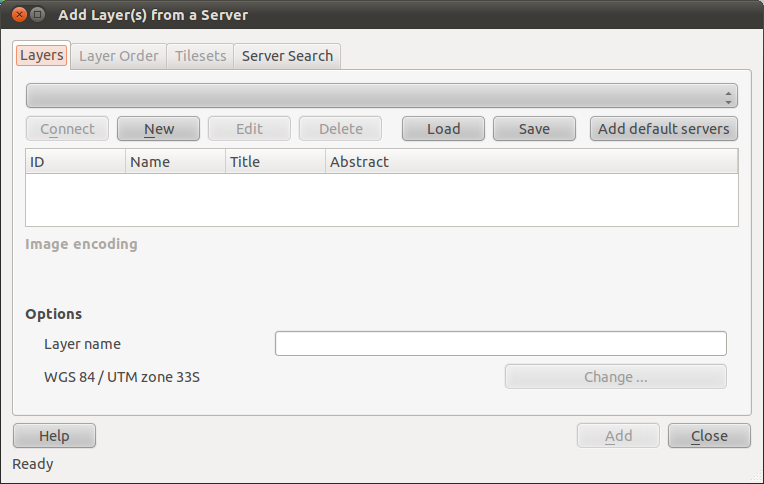 Add Layer(s) from a Server
Layers Layer Order Tilesets Server Search
Connect New Edit Delete Load Save Add default servers
ID Name Title Abstract
Image encoding
Options
Layer name
WGS 84 / UTM zone 33S Change ...
Help Add Close
Ready